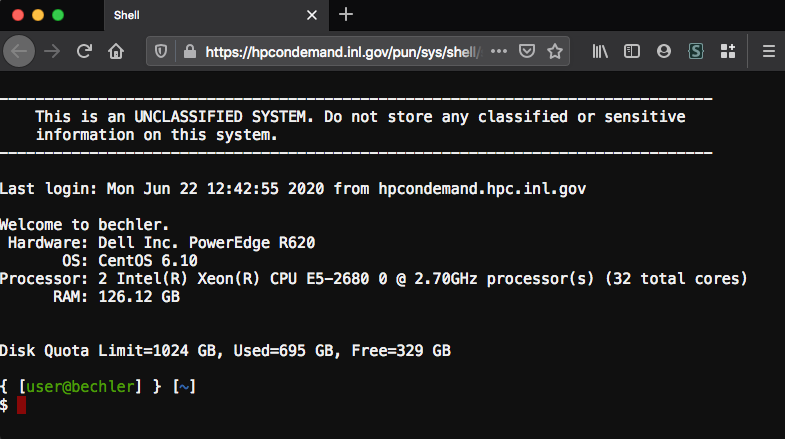 Shell
https://hpcondemand.inl.gov/pun/sys/shell/
----------------------------------------------------------------------------------
This is an UNCLASSIFIED SYSTEM. Do not store any classified or sensitive
information on this system.
----------------------------------------------------------------------------------
Last login: Mon Jun 22 12:42:55 2020 from hpcondemand.hpc.inl.gov
Welcome to bechler.
Hardware: Dell Inc. PowerEdge R620
OS: CentOS 6.10
Processor: 2 Intel(R) Xeon(R) CPU E5-2680 0 @ 2.70GHz processor(s) (32 total cores)
RAM: 126.12 GB
Disk Quota Limit=1024 GB, Used=695 GB, Free=329 GB
{ [user@bechler] } [~]
$